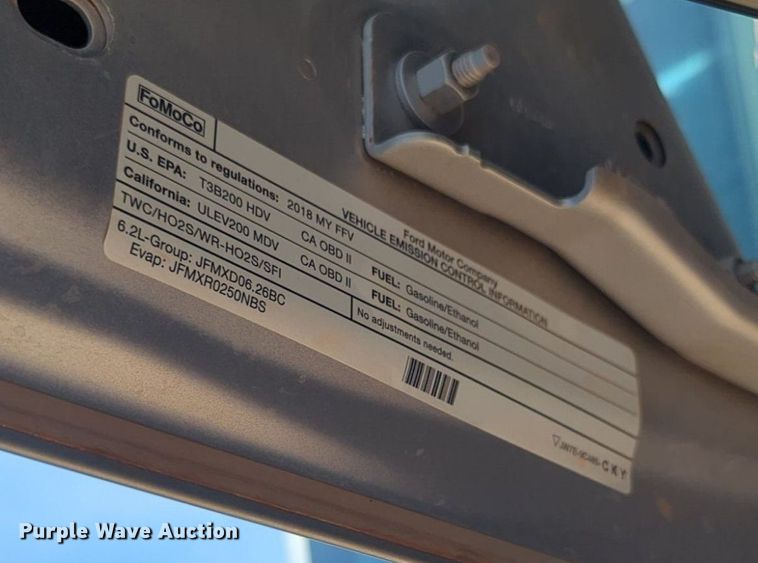 FoMoCo
Ford Motor Company
VEHICLE EMISSION CONTROL INFORMATION
Conforms to regulations: 2018 MY FFV
U.S. EPA: T3B200 HDV CA OBD II FUEL: Gasoline/Ethanol
California: ULEV200 MDV CA OBD II FUEL: Gasoline/Ethanol
TWC/HO2S/WR-HO2S/SFI No adjustments needed.
6.2L-Group: JFMXD06.26BC
Evap: JFMXR0250NBS
CKY
Purple Wave Auction